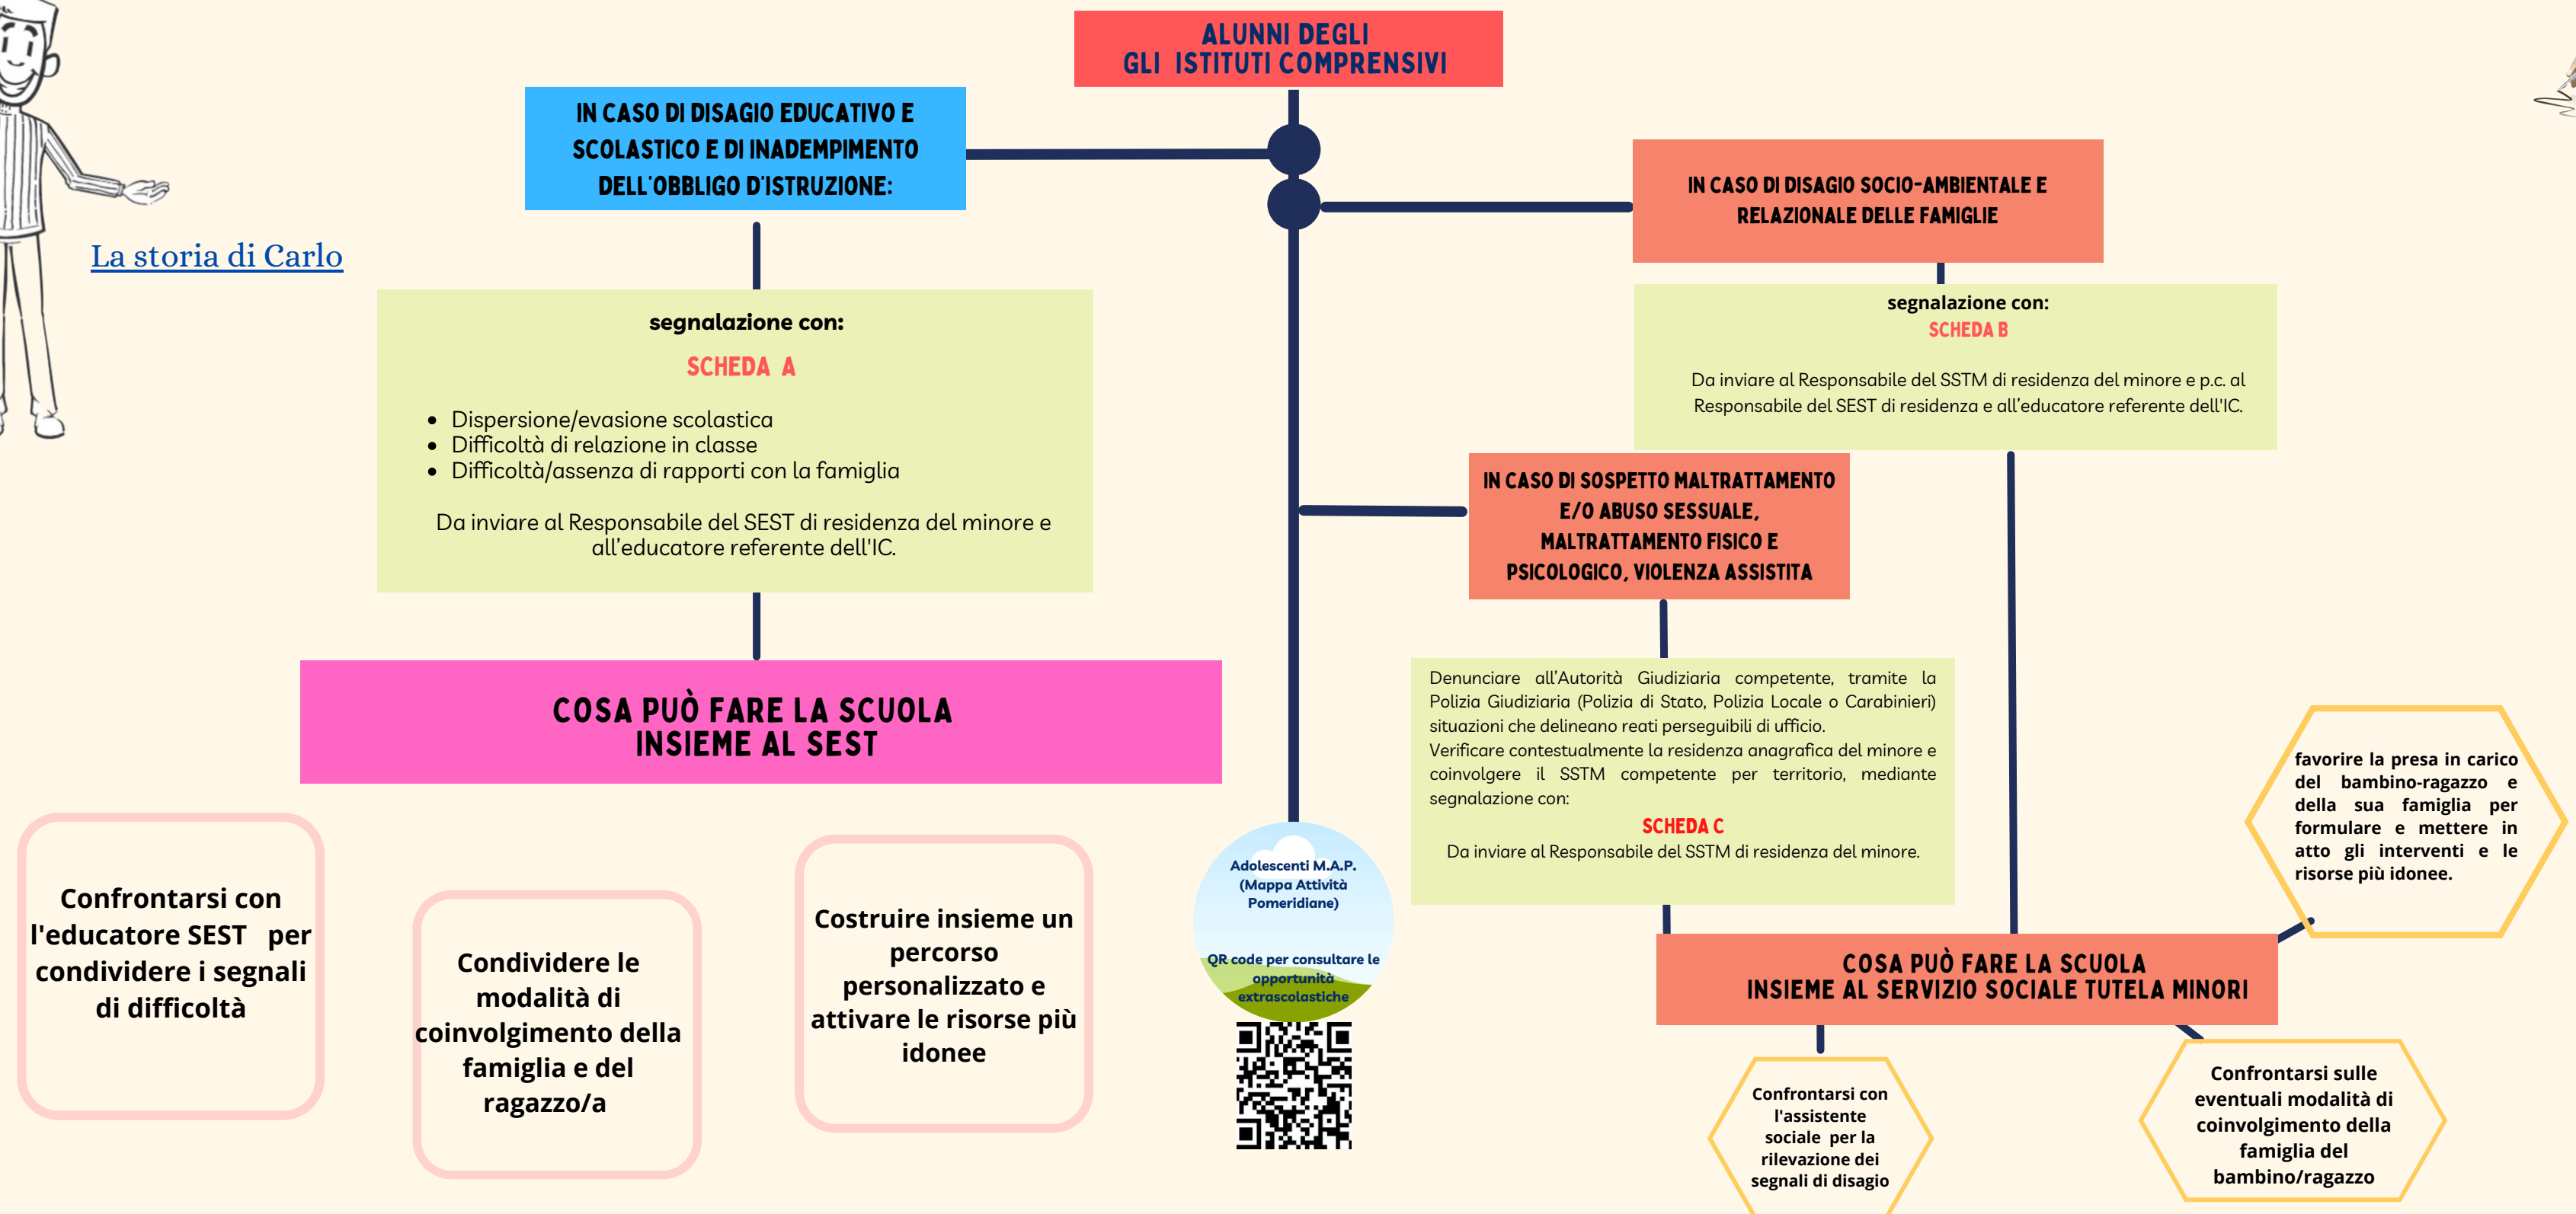 ALUNNI DEGLI
GLI ISTITUTI COMPRENSIVI
IN CASO DI DISAGIO EDUCATIVO E
SCOLASTICO E DI INADEMPIMENTO
DELL'OBBLIGO D'ISTRUZIONE:
La storia di Carlo
segnalazione con:
SCHEDA A
• Dispersione/evasione scolastica
• Difficoltà di relazione in classe
• Difficoltà/assenza di rapporti con la famiglia
Da inviare al Responsabile del SEST di residenza del minore e
all'educatore referente dell'IC.
COSA PUÒ FARE LA SCUOLA
INSIEME AL SEST
Confrontarsi con
l'educatore SEST per
condividere i segnali
di difficoltà
Condividere le
modalità di
coinvolgimento della
famiglia e del
ragazzo/a
Costruire insieme un
percorso
personalizzato e
attivare le risorse più
idonee
Adolescenti M.A.P.
(Mappa Attività
Pomeridiane)
QR code per consultare le
opportunità
extrascolastiche
IN CASO DI DISAGIO SOCIO-AMBIENTALE E
RELAZIONALE DELLE FAMIGLIE
segnalazione con:
SCHEDA B
Da inviare al Responsabile del SSTM di residenza del minore e p.c. al
Responsabile del SEST di residenza e all'educatore referente dell'IC.
IN CASO DI SOSPETTO MALTRATTAMENTO
E/O ABUSO SESSUALE,
MALTRATTAMENTO FISICO E
PSICOLOGICO, VIOLENZA ASSISTITA
Denunciare all'Autorità Giudiziaria competente, tramite la
Polizia Giudiziaria (Polizia di Stato, Polizia Locale o Carabinieri)
situazioni che delineano reati perseguibili di ufficio.
Verificare contestualmente la residenza anagrafica del minore e
coinvolgere il SSTM competente per territorio, mediante
segnalazione con:
SCHEDA C
Da inviare al Responsabile del SSTM di residenza del minore.
COSA PUÒ FARE LA SCUOLA
INSIEME AL SERVIZIO SOCIALE TUTELA MINORI
favorire la presa in carico
del bambino-ragazzo e
della sua famiglia per
formulare e mettere in
atto gli interventi e le
risorse più idonee.
Confrontarsi con
l'assistente
sociale per la
rilevazione dei
segnali di disagio
Confrontarsi sulle
eventuali modalità di
coinvolgimento della
famiglia del
bambino/ragazzo